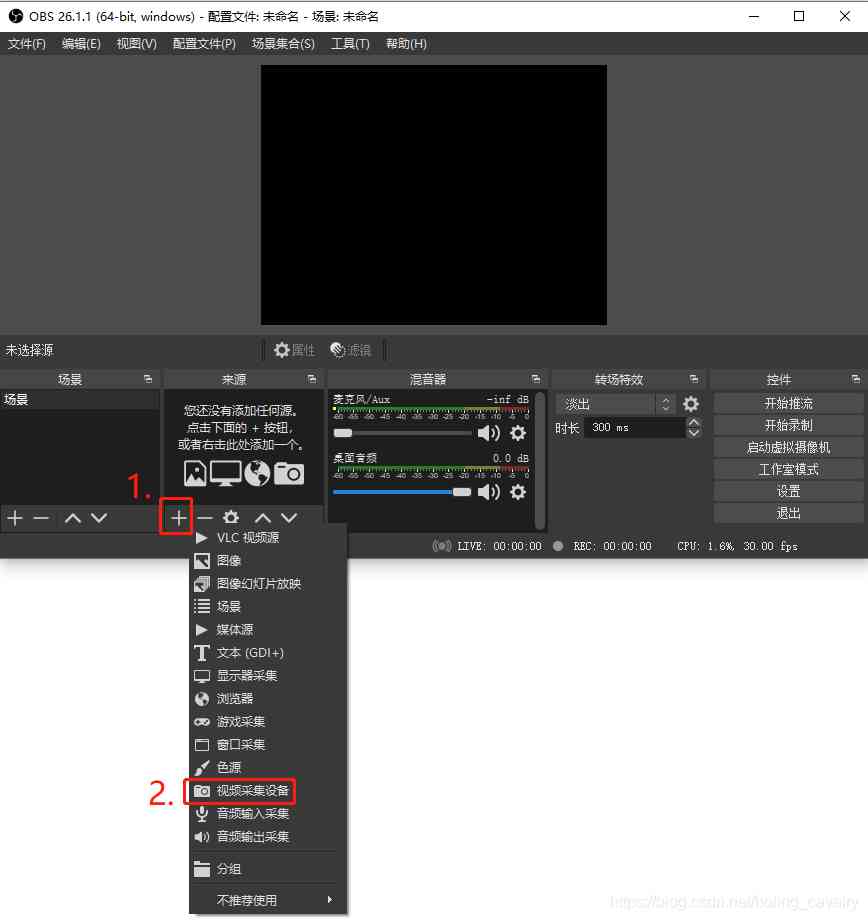 OBS 26.1.1 (64-bit, windows) - 配置文件: 未命名 - 场景: 未命名
文件(F) 编辑(E) 视图(V) 配置文件(P) 场景集合(S) 工具(T) 帮助(H)
未选择源 属性 滤镜
场景 来源 混音器 转场特效 控件
场景
您还没有添加任何源。
点击下面的 + 按钮,
或者右击此处添加一个。
麦克风/Aux -inf dB
-60 -55 -50 -45 -40 -35 -30 -25 -20 -15 -10 -5 0
桌面音频 0.0 dB
-60 -55 -50 -45 -40 -35 -30 -25 -20 -15 -10 -5 0
淡出
时长 300 ms
开始推流
开始录制
启动虚拟摄像机
工作室模式
设置
退出
1.
LIVE: 00:00:00 REC: 00:00:00 CPU: 1.6%, 30.00 fps
VLC 视频源
图像
图像幻灯片放映
场景
媒体源
文本 (GDI+)
显示器采集
浏览器
游戏采集
窗口采集
色源
2. 视频采集设备
音频输入采集
音频输出采集
分组
不推荐使用
https://blog.csdn.net/boling_cavalry